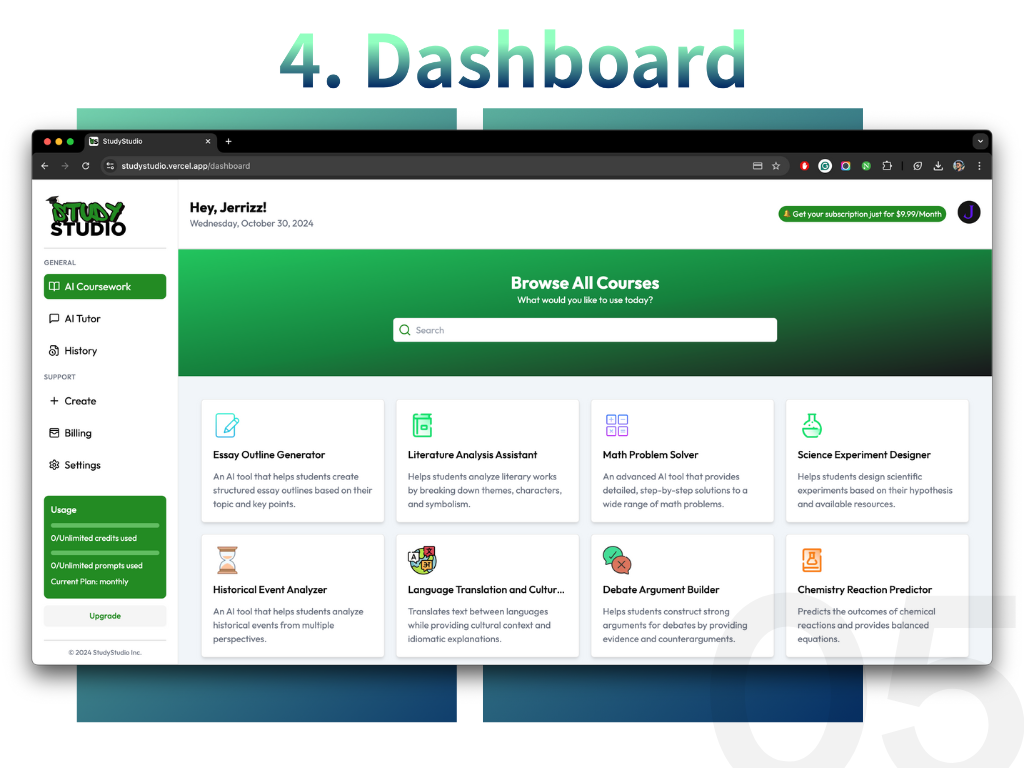 4. Dashboard
StudyStudio
studystudio.vercel.app/dashboard
STUDY
STUDIO
Hey, Jerrizz!
Wednesday, October 30, 2024
Get your subscription just for $9.99/Month
J
GENERAL
AI Coursework
AI Tutor
History
SUPPORT
Create
Billing
Settings
Usage
0/Unlimited credits used
0/Unlimited prompts used
Current Plan: monthly
Upgrade
© 2024 StudyStudio Inc.
Browse All Courses
What would you like to use today?
Search
Essay Outline Generator
An AI tool that helps students create
structured essay outlines based on their
topic and key points.
Literature Analysis Assistant
Helps students analyze literary works
by breaking down themes, characters,
and symbolism.
Math Problem Solver
An advanced AI tool that provides
detailed, step-by-step solutions to a
wide range of math problems.
Science Experiment Designer
Helps students design scientific
experiments based on their hypothesis
and available resources.
Historical Event Analyzer
An AI tool that helps students analyze
historical events from multiple
perspectives.
Language Translation and Cultur...
Translates text between languages
while providing cultural context and
idiomatic explanations.
Debate Argument Builder
Helps students construct strong
arguments for debates by providing
evidence and counterarguments.
Chemistry Reaction Predictor
Predicts the outcomes of chemical
reactions and provides balanced
equations.
05